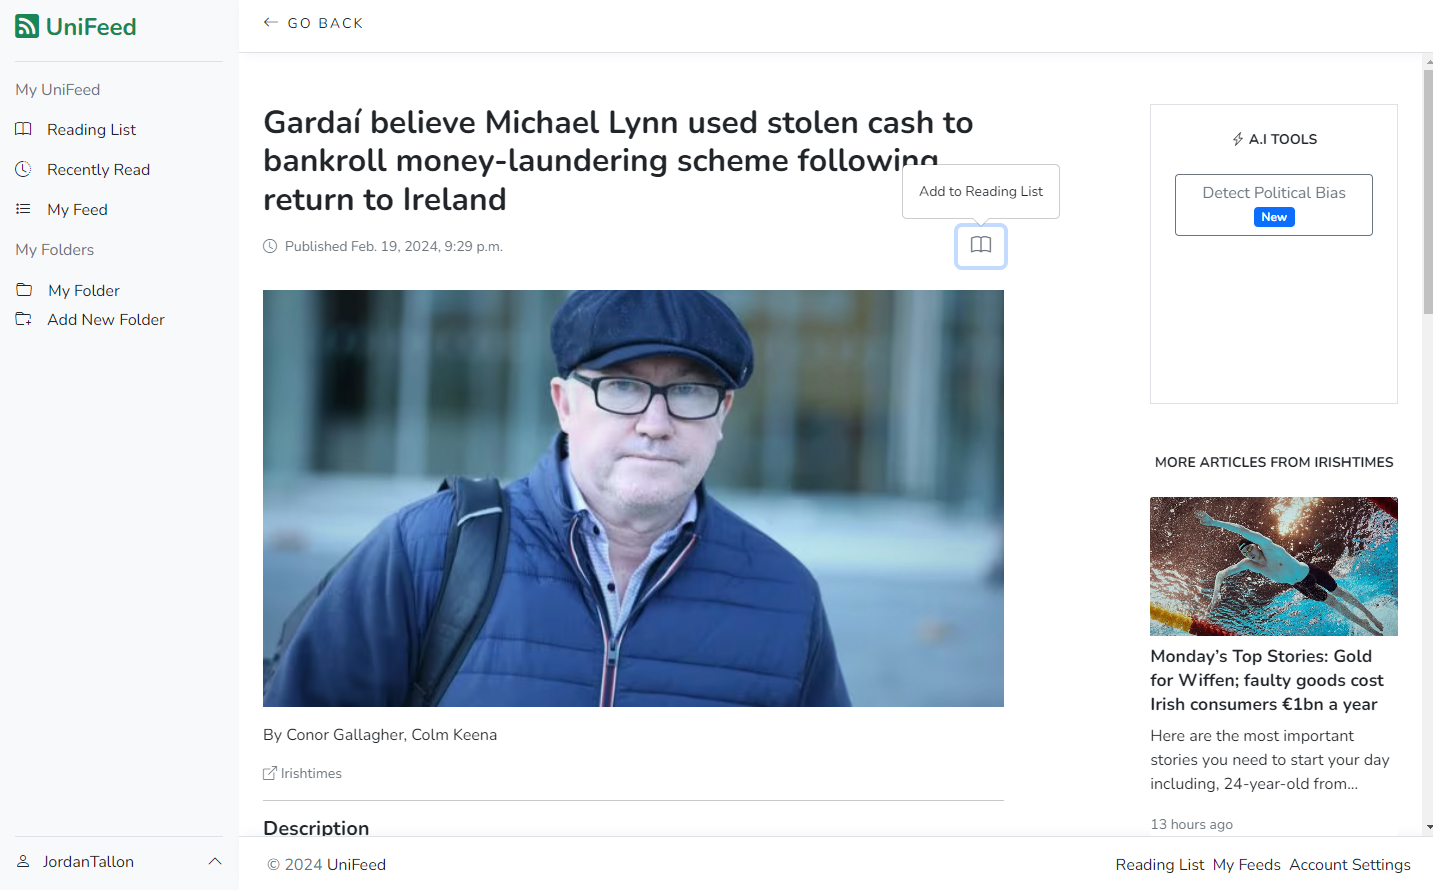 UniFeed
My UniFeed
Reading List
Recently Read
My Feed
My Folders
My Folder
Add New Folder
JordanTallon
GO BACK
Gardaí believe Michael Lynn used stolen cash to
bankroll money-laundering scheme following
return to Ireland
Add to Reading List
Published Feb. 19, 2024, 9:29 p.m.
By Conor Gallagher, Colm Keena
Irishtimes
Description
A.I TOOLS
Detect Political Bias
New
MORE ARTICLES FROM IRISHTIMES
Monday’s Top Stories: Gold
for Wiffen; faulty goods cost
Irish consumers €1bn a year
Here are the most important
stories you need to start your day
including, 24-year-old from...
13 hours ago
© 2024 UniFeed
Reading List My Feeds Account Settings